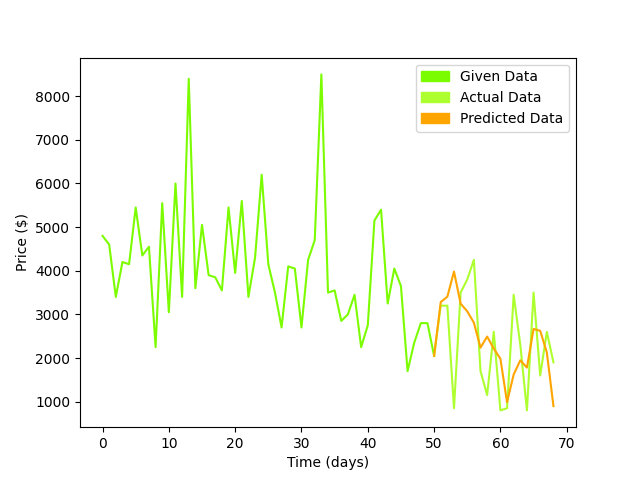 Given Data
Actual Data
Predicted Data
8000
7000
6000
5000
4000
3000
2000
1000
Price ($)
0 10 20 30 40 50 60 70
Time (days)